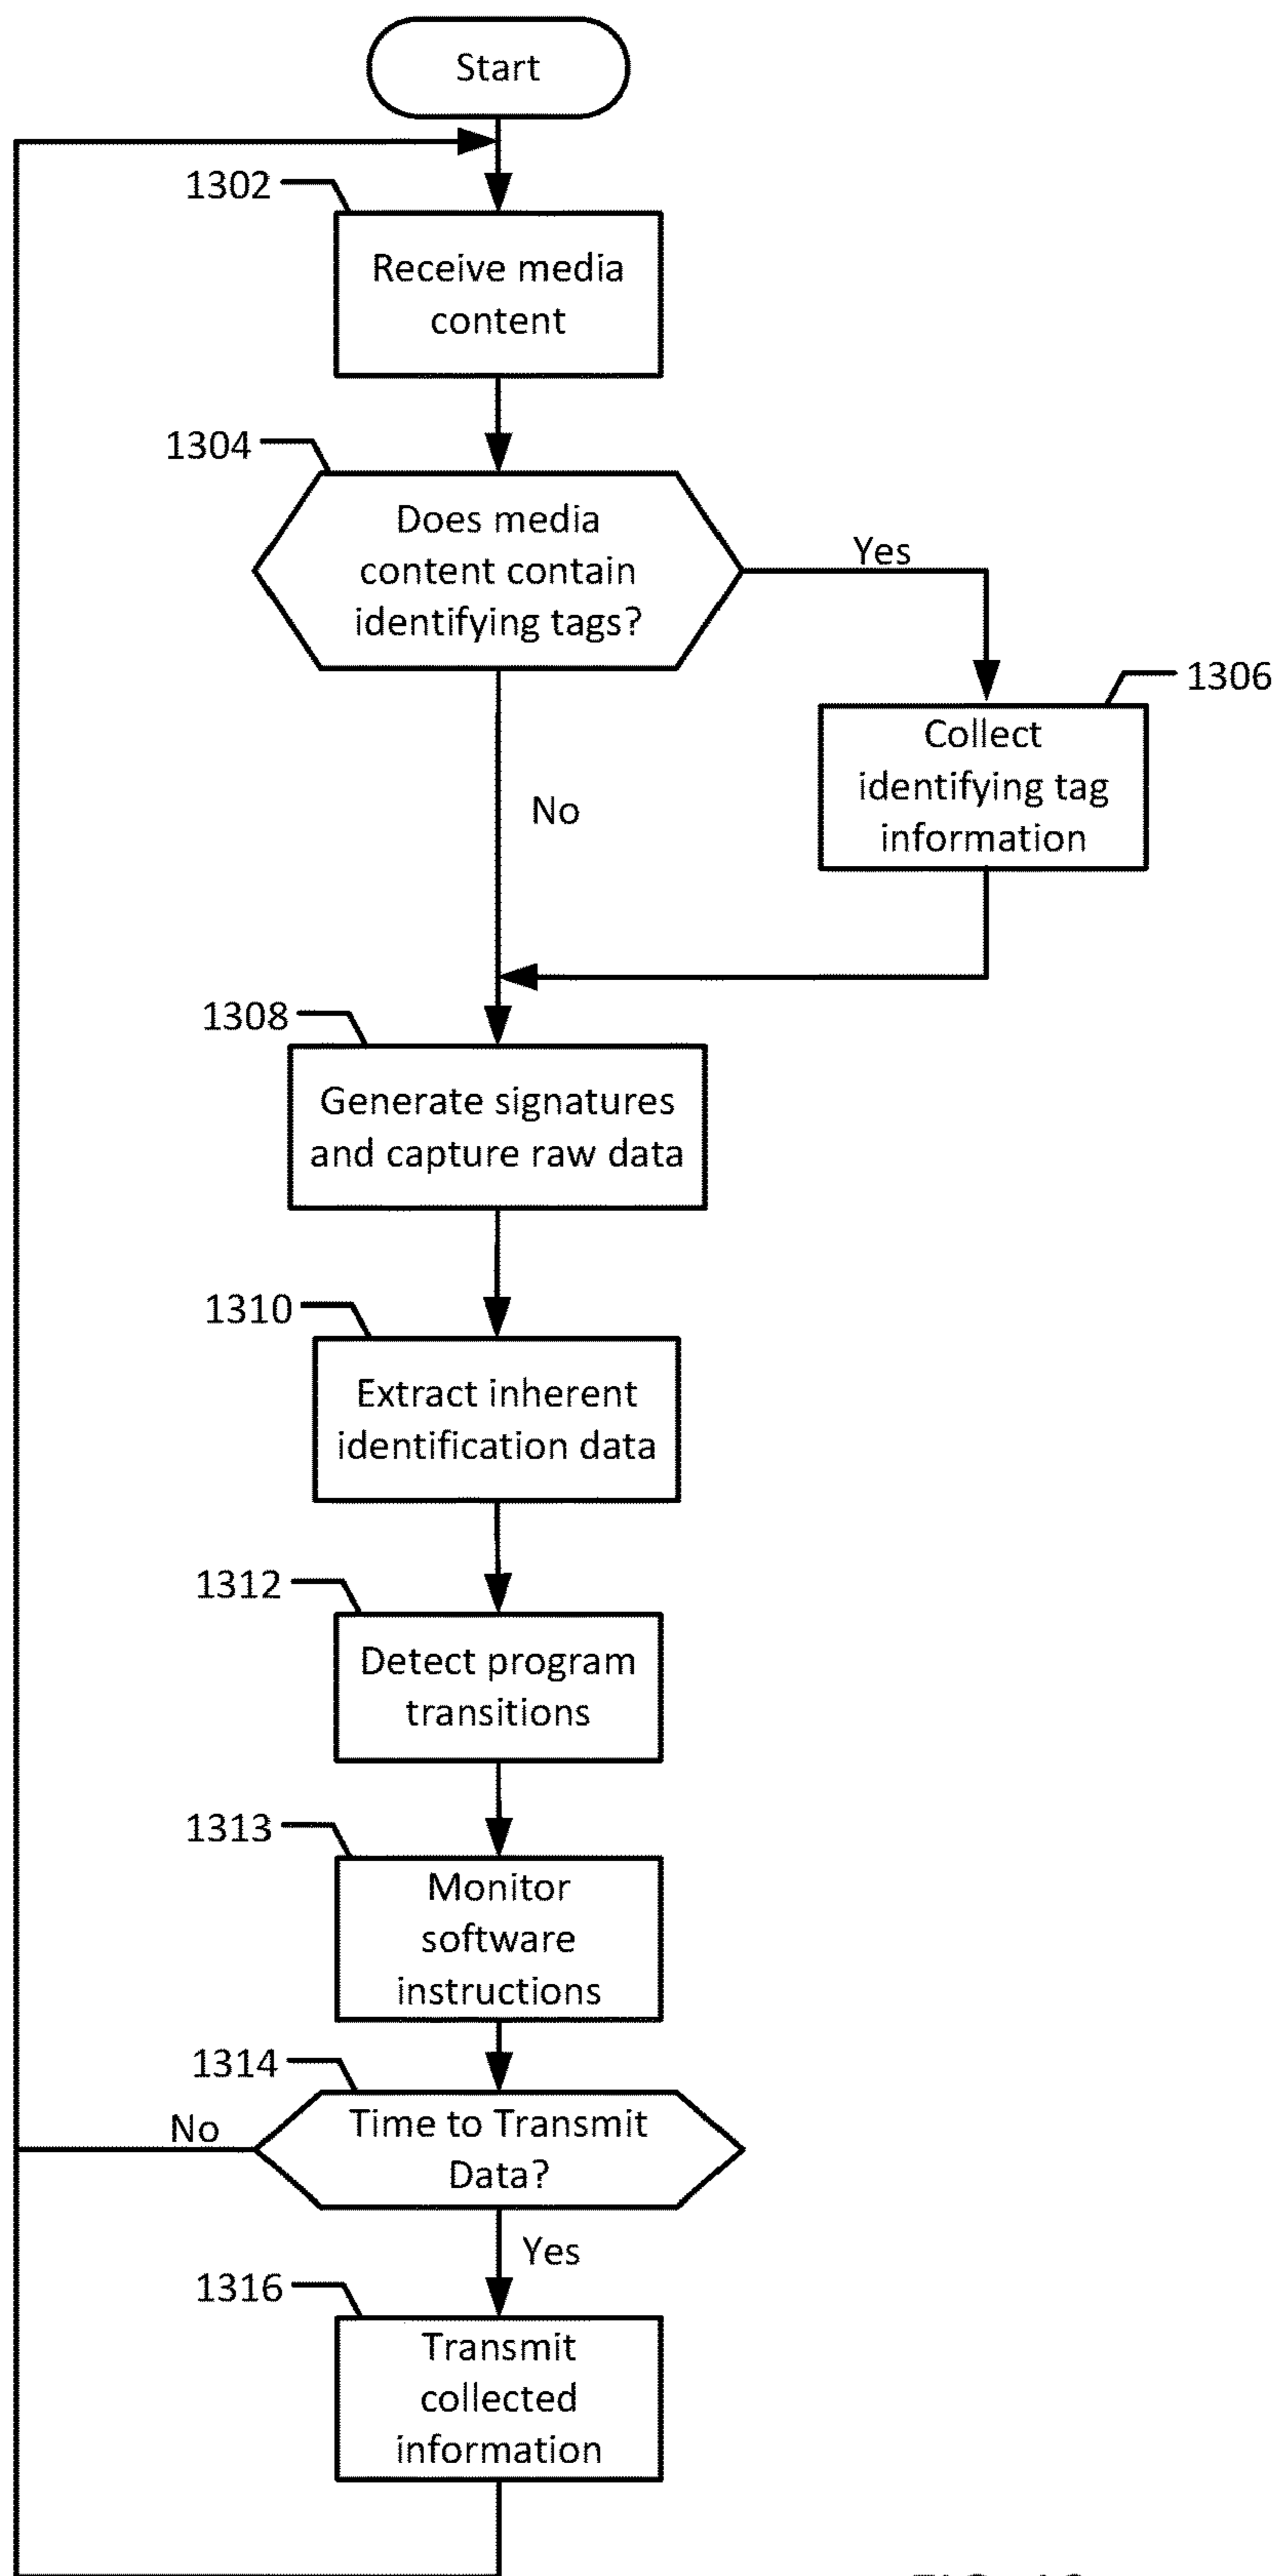 Start
1302
Receive media
content
1304
Does media
content contain
identifying tags?
Yes
1306
Collect
identifying tag
information
No
1308
Generate signatures
and capture raw data
1310
Extract inherent
identification data
1312
Detect program
transitions
1313
Monitor
software
instructions
1314
Time to Transmit
Data?
No
Yes
1316
Transmit
collected
information